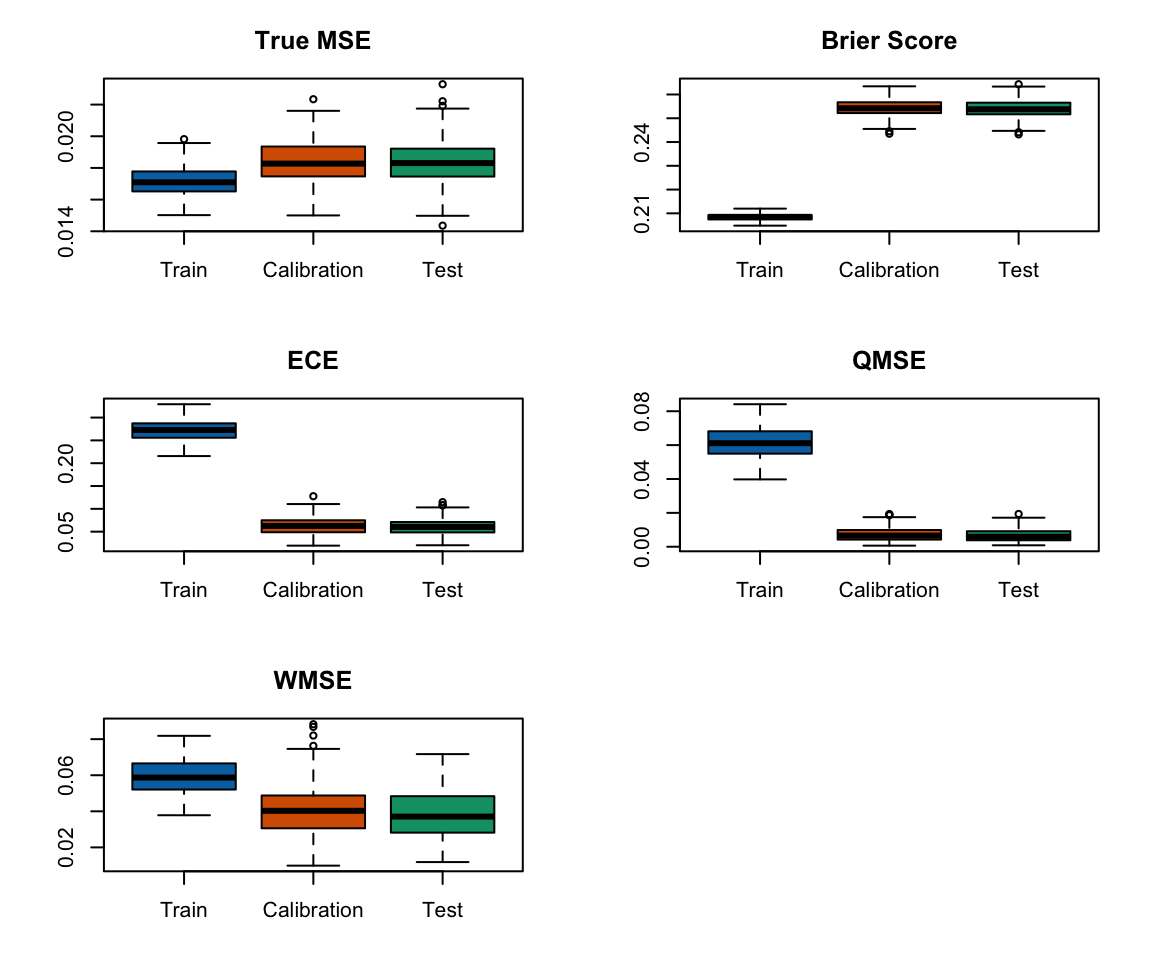 True MSE
0.020
0.014
Train Calibration Test
Brier Score
0.24
0.21
Train Calibration Test
ECE
0.20
0.05
Train Calibration Test
QMSE
0.08
0.04
0.00
Train Calibration Test
WMSE
0.06
0.02
Train Calibration Test